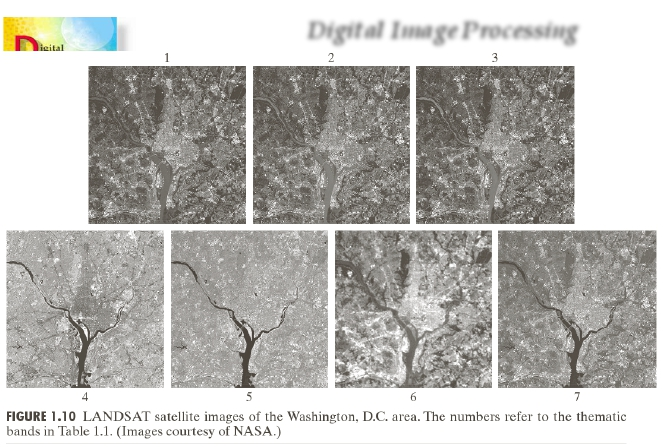 Digital Image Processing
Digital
1 2 3
4 5 6 7
FIGURE 1.10 LANDSAT satellite images of the Washington, D.C. area. The numbers refer to the thematic
bands in Table 1.1. (Images courtesy of NASA.)